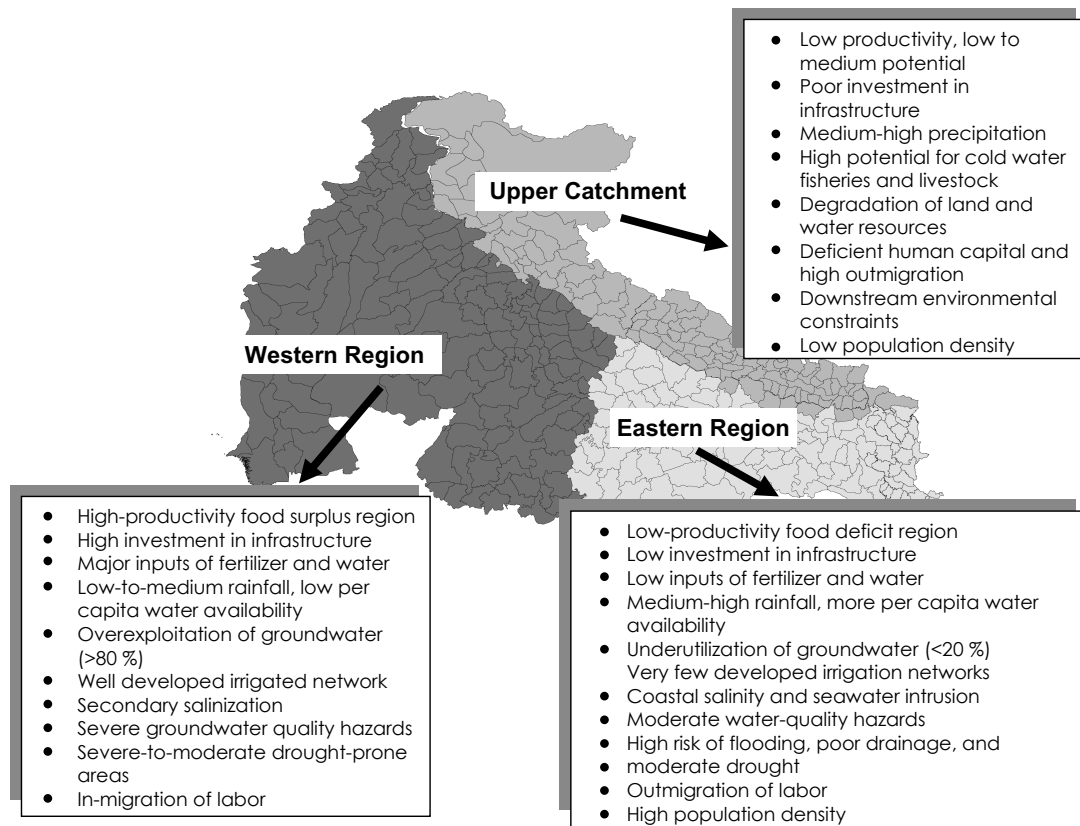 ● Low productivity, low to
medium potential
● Poor investment in
infrastructure
● Medium-high precipitation
● High potential for cold water
fisheries and livestock
● Degradation of land and
water resources
● Deficient human capital and
high outmigration
● Downstream environmental
constraints
● Low population density
Upper Catchment
Western Region
Eastern Region
● High-productivity food surplus region
● High investment in infrastructure
● Major inputs of fertilizer and water
● Low-to-medium rainfall, low per
capita water availability
● Overexploitation of groundwater
(>80 %)
● Well developed irrigated network
● Secondary salinization
● Severe groundwater quality hazards
● Severe-to-moderate drought-prone
areas
● In-migration of labor
● Low-productivity food deficit region
● Low investment in infrastructure
● Low inputs of fertilizer and water
● Medium-high rainfall, more per capita water
availability
● Underutilization of groundwater (<20 %)
Very few developed irrigation networks
● Coastal salinity and seawater intrusion
● Moderate water-quality hazards
● High risk of flooding, poor drainage, and
● moderate drought
● Outmigration of labor
● High population density